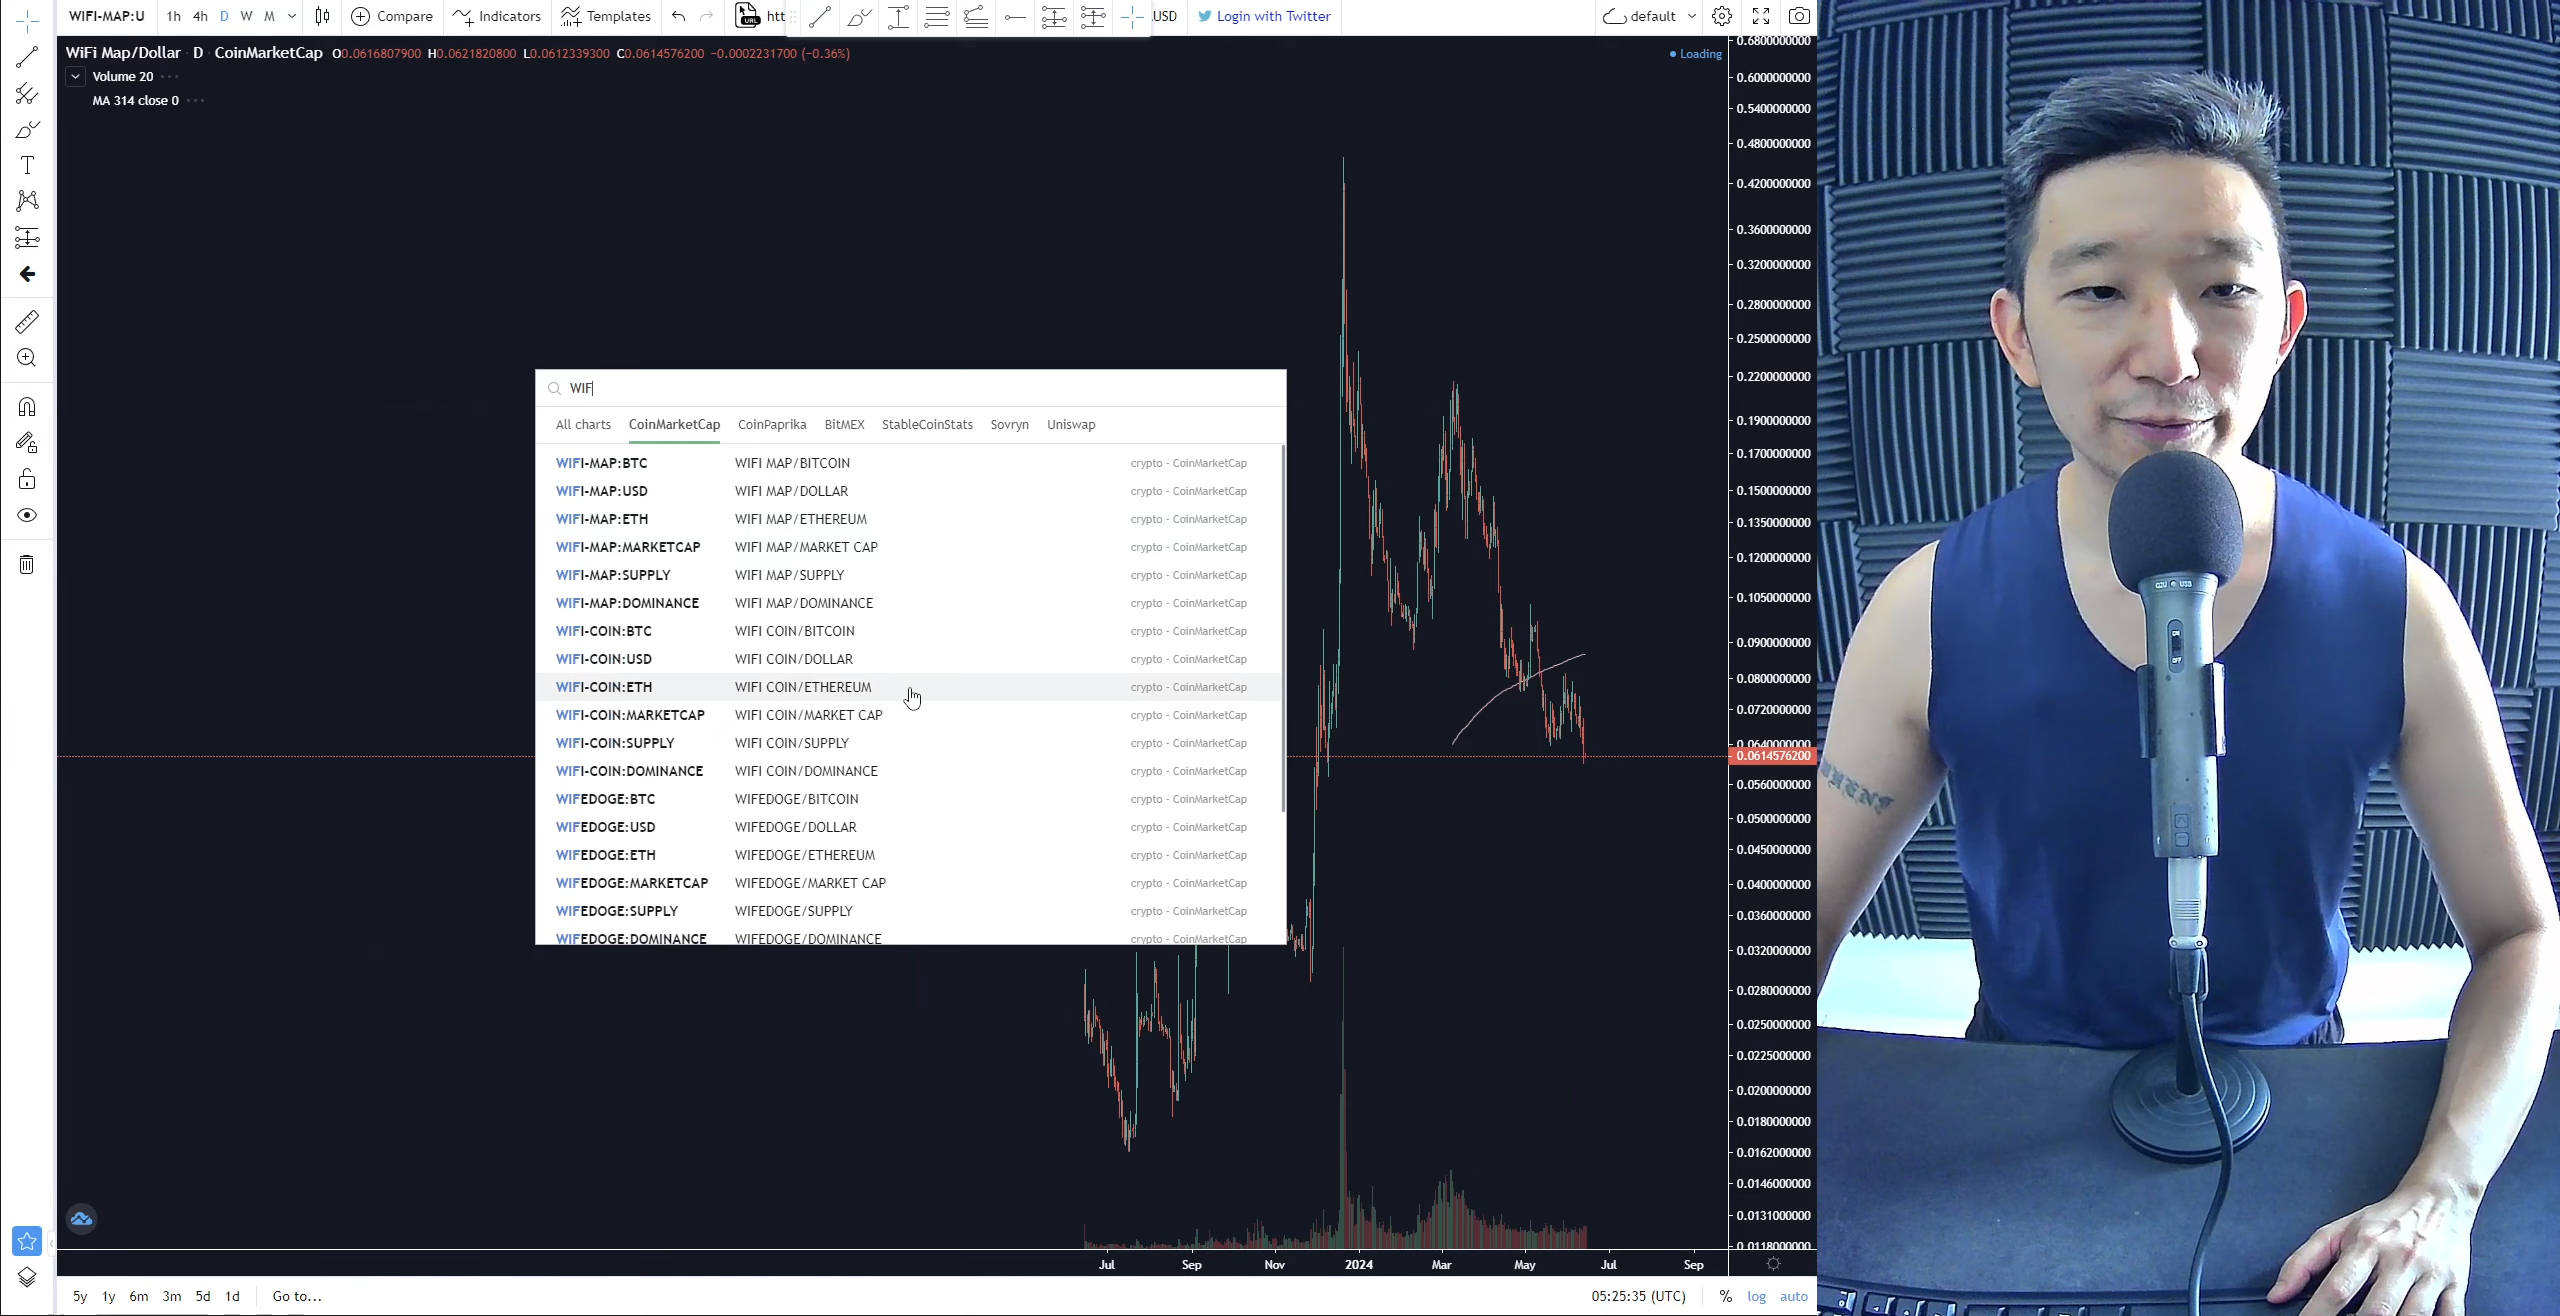 WIFI-MAP:U 1h 4h D W M Compare Indicators Templates URL htt USD Login with Twitter default
WiFi Map/Dollar D CoinMarketCap O0.0616807900 H0.0621820800 L0.0612339300 C0.0614576200 −0.0002231700 (−0.36%) Loading
Volume 20
MA 314 close 0
WIF
All charts CoinMarketCap CoinPaprika BitMEX StableCoinStats Sovryn Uniswap
WIFI-MAP:BTC WIFI MAP/BITCOIN crypto - CoinMarketCap
WIFI-MAP:USD WIFI MAP/DOLLAR crypto - CoinMarketCap
WIFI-MAP:ETH WIFI MAP/ETHEREUM crypto - CoinMarketCap
WIFI-MAP:MARKETCAP WIFI MAP/MARKET CAP crypto - CoinMarketCap
WIFI-MAP:SUPPLY WIFI MAP/SUPPLY crypto - CoinMarketCap
WIFI-MAP:DOMINANCE WIFI MAP/DOMINANCE crypto - CoinMarketCap
WIFI-COIN:BTC WIFI COIN/BITCOIN crypto - CoinMarketCap
WIFI-COIN:USD WIFI COIN/DOLLAR crypto - CoinMarketCap
WIFI-COIN:ETH WIFI COIN/ETHEREUM crypto - CoinMarketCap
WIFI-COIN:MARKETCAP WIFI COIN/MARKET CAP crypto - CoinMarketCap
WIFI-COIN:SUPPLY WIFI COIN/SUPPLY crypto - CoinMarketCap
WIFI-COIN:DOMINANCE WIFI COIN/DOMINANCE crypto - CoinMarketCap
WIFEDOGE:BTC WIFEDOGE/BITCOIN crypto - CoinMarketCap
WIFEDOGE:USD WIFEDOGE/DOLLAR crypto - CoinMarketCap
WIFEDOGE:ETH WIFEDOGE/ETHEREUM crypto - CoinMarketCap
WIFEDOGE:MARKETCAP WIFEDOGE/MARKET CAP crypto - CoinMarketCap
WIFEDOGE:SUPPLY WIFEDOGE/SUPPLY crypto - CoinMarketCap
WIFEDOGE:DOMINANCE WIFEDOGE/DOMINANCE crypto - CoinMarketCap
0.6800000000
0.6000000000
0.5400000000
0.4800000000
0.4200000000
0.3600000000
0.3200000000
0.2800000000
0.2500000000
0.2200000000
0.1900000000
0.1700000000
0.1500000000
0.1350000000
0.1200000000
0.1050000000
0.0900000000
0.0800000000
0.0720000000
0.0640000000
0.0614576200
0.0560000000
0.0500000000
0.0450000000
0.0400000000
0.0360000000
0.0320000000
0.0280000000
0.0250000000
0.0225000000
0.0200000000
0.0180000000
0.0162000000
0.0146000000
0.0131000000
0.0118000000
Jul Sep Nov 2024 Mar May Jul Sep
5y 1y 6m 3m 5d 1d Go to... 05:25:35 (UTC) % log auto
Q2U USB
ON
OFF